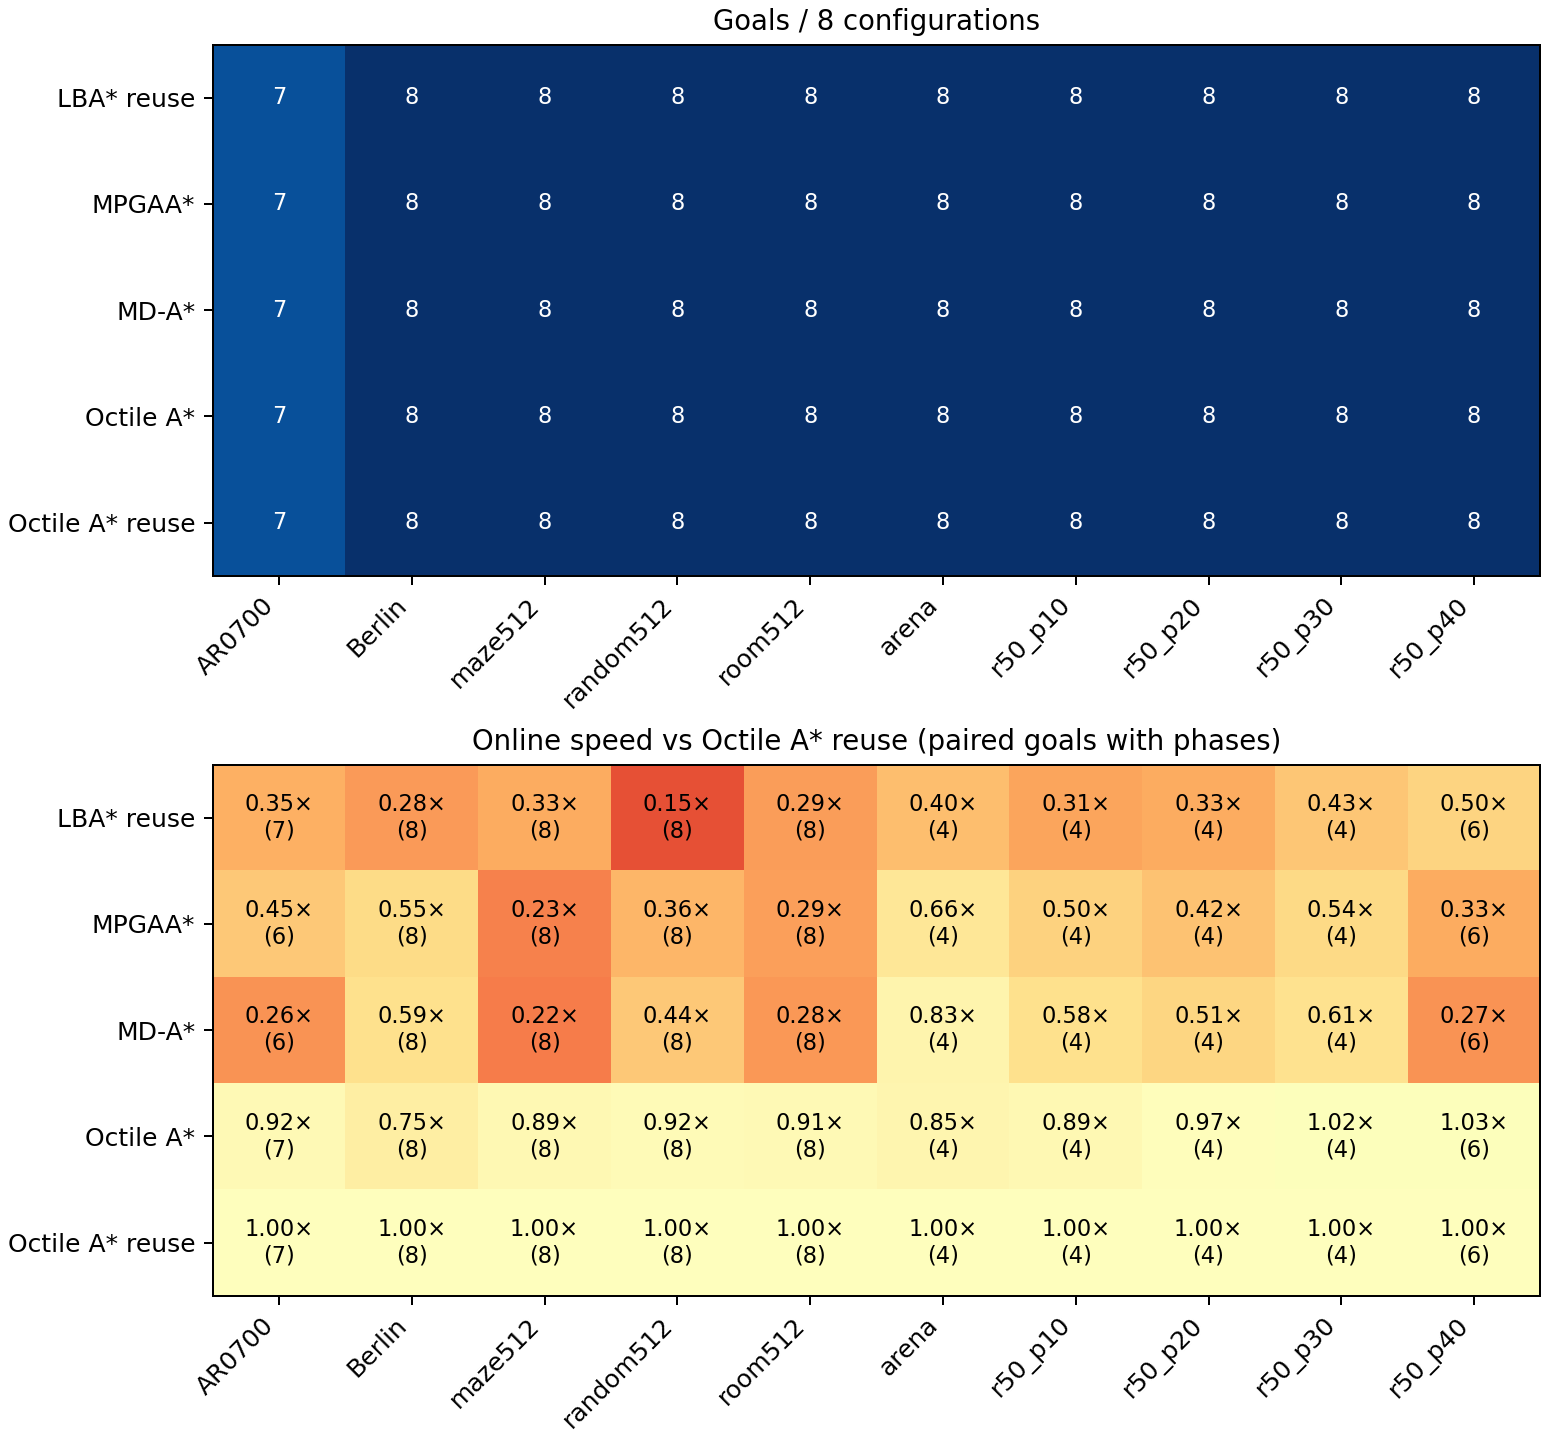 Goals / 8 configurations
LBA* reuse 7 8 8 8 8 8 8 8 8 8
MPGAA* 7 8 8 8 8 8 8 8 8 8
MD-A* 7 8 8 8 8 8 8 8 8 8
Octile A* 7 8 8 8 8 8 8 8 8 8
Octile A* reuse 7 8 8 8 8 8 8 8 8 8
AR0700 Berlin maze512 random512 room512 arena r50_p10 r50_p20 r50_p30 r50_p40
Online speed vs Octile A* reuse (paired goals with phases)
LBA* reuse
0.35× 0.28× 0.33× 0.15× 0.29× 0.40× 0.31× 0.33× 0.43× 0.50×
(7) (8) (8) (8) (8) (4) (4) (4) (4) (6)
MPGAA*
0.45× 0.55× 0.23× 0.36× 0.29× 0.66× 0.50× 0.42× 0.54× 0.33×
(6) (8) (8) (8) (8) (4) (4) (4) (4) (6)
MD-A*
0.26× 0.59× 0.22× 0.44× 0.28× 0.83× 0.58× 0.51× 0.61× 0.27×
(6) (8) (8) (8) (8) (4) (4) (4) (4) (6)
Octile A*
0.92× 0.75× 0.89× 0.92× 0.91× 0.85× 0.89× 0.97× 1.02× 1.03×
(7) (8) (8) (8) (8) (4) (4) (4) (4) (6)
Octile A* reuse
1.00× 1.00× 1.00× 1.00× 1.00× 1.00× 1.00× 1.00× 1.00× 1.00×
(7) (8) (8) (8) (8) (4) (4) (4) (4) (6)
AR0700 Berlin maze512 random512 room512 arena r50_p10 r50_p20 r50_p30 r50_p40